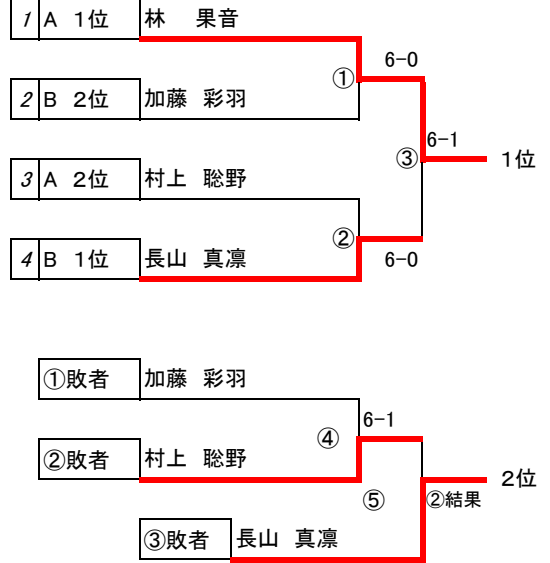 1 A 1位 林 果音
6-0
①
2 B 2位 加藤 彩羽
6-1
③ 1位
3 A 2位 村上 聡野
②
4 B 1位 長山 真凛
6-0
①敗者 加藤 彩羽
6-1
④
②敗者 村上 聡野
2位
⑤ ②結果
③敗者 長山 真凛